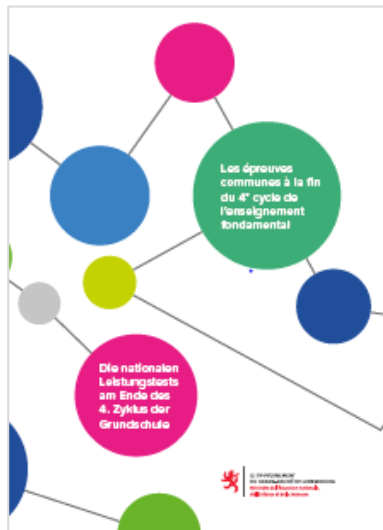 Les épreuves
communes à la fin
du 4e cycle de
l'enseignement
fondamental
Die nationalen
Leistungstests
am Ende des
4. Zyklus der
Grundschule